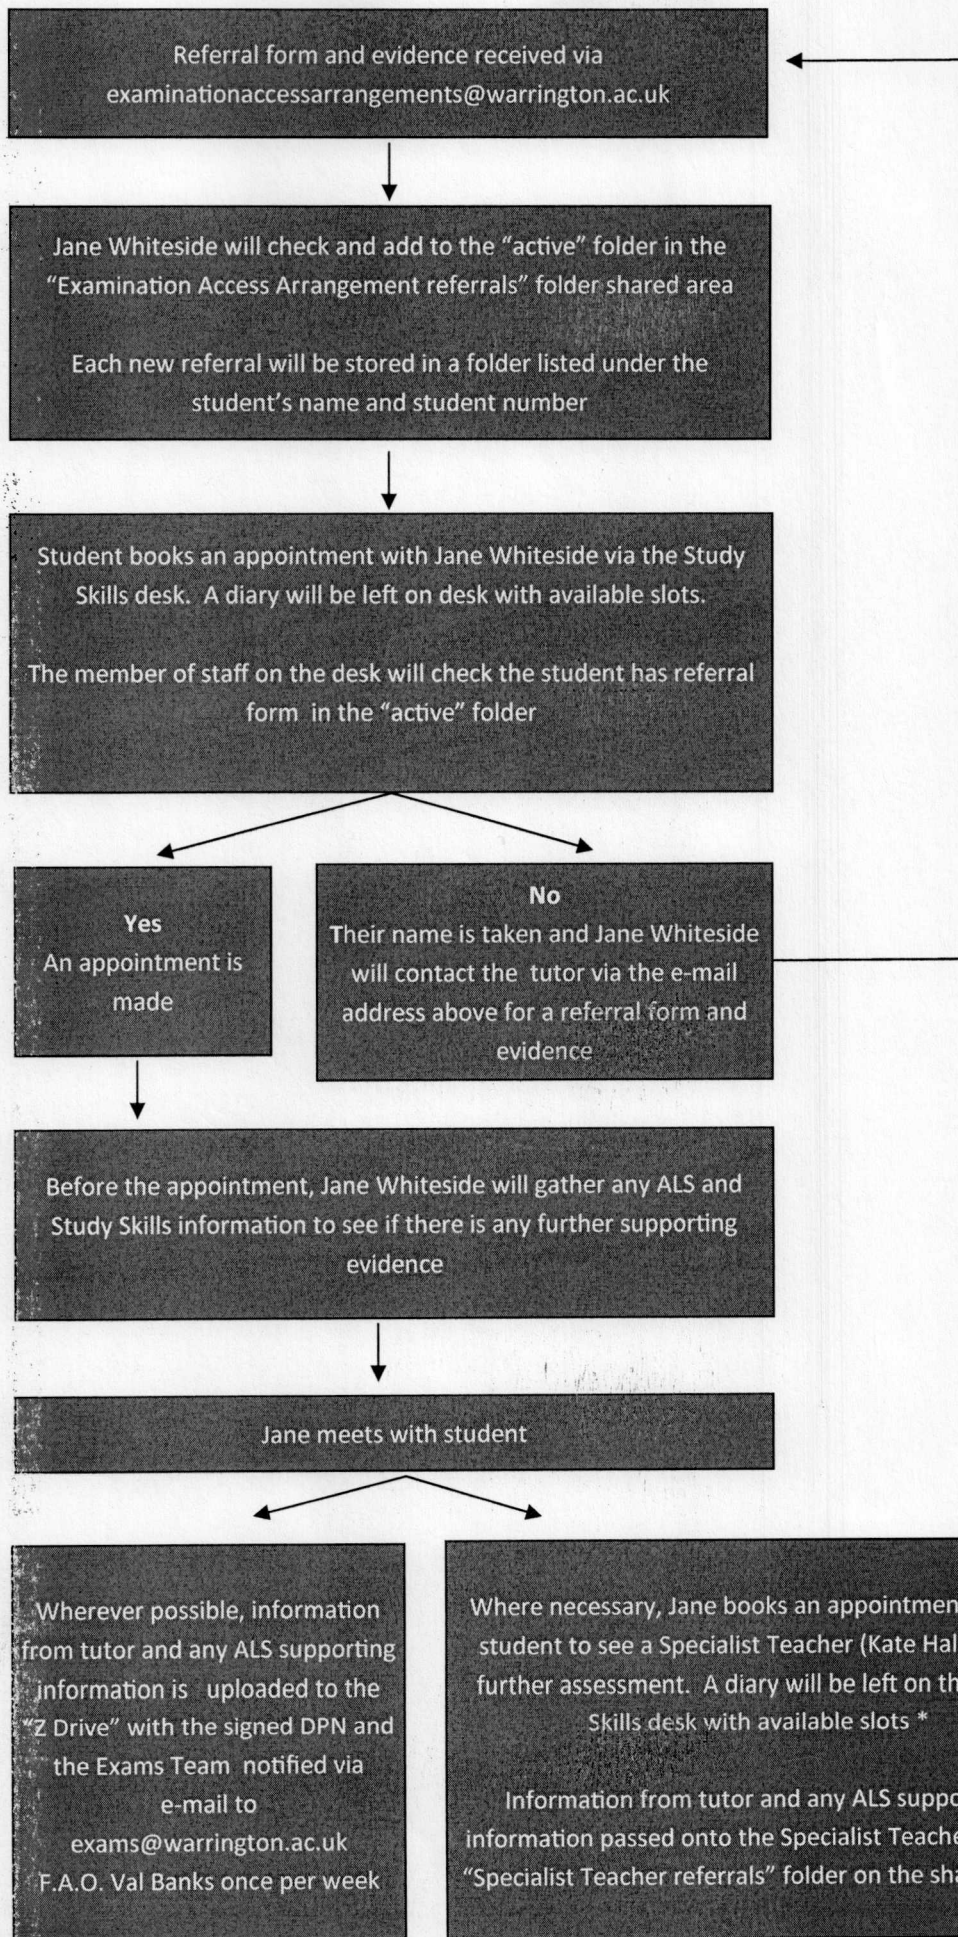 Referral form and evidence received via
examinationaccessarrangements@warrington.ac.uk
Jane Whiteside will check and add to the “active” folder in the
“Examination Access Arrangement referrals” folder shared area
Each new referral will be stored in a folder listed under the
student’s name and student number
Student books an appointment with Jane Whiteside via the Study
Skills desk. A diary will be left on desk with available slots.
The member of staff on the desk will check the student has referral
form in the “active” folder
Yes
An appointment is
made
No
Their name is taken and Jane Whiteside
will contact the tutor via the e-mail
address above for a referral form and
evidence
Before the appointment, Jane Whiteside will gather any ALS and
Study Skills information to see if there is any further supporting
evidence
Jane meets with student
Wherever possible, information
from tutor and any ALS supporting
information is uploaded to the
“Z Drive” with the signed DPN and
the Exams Team notified via
e-mail to
exams@warrington.ac.uk
F.A.O. Val Banks once per week
Where necessary, Jane books an
student to see a Specialist Teacher (Kate
further assessment. A diary will be left on
Skills desk with available slots *
Information from tutor and any ALS
information passed onto the Specialist
“Specialist Teacher referrals” folder on the